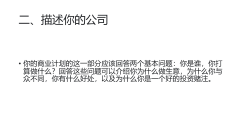 二、描述你的公司
• 你的商业计划的这一部分应该回答两个基本问题：你是谁，你打
算做什么？回答这些问题可以介绍你为什么做生意，为什么你与
众不同，你有什么好处，以及为什么你是一个好的投资赌注。